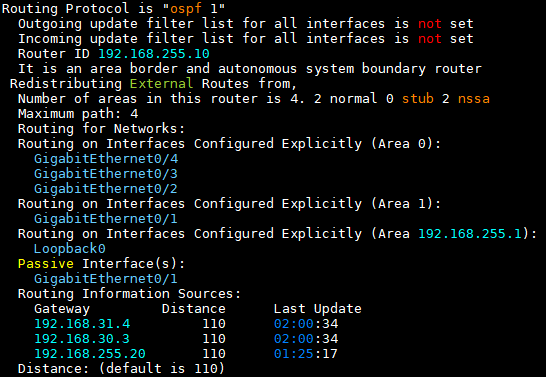 Routing Protocol is "ospf 1"
Outgoing update filter list for all interfaces is not set
Incoming update filter list for all interfaces is not set
Router ID 192.168.255.10
It is an area border and autonomous system boundary router
Redistributing External Routes from,
Number of areas in this router is 4. 2 normal 0 stub 2 nssa
Maximum path: 4
Routing for Networks:
Routing on Interfaces Configured Explicitly (Area 0):
GigabitEthernet0/4
GigabitEthernet0/3
GigabitEthernet0/2
Routing on Interfaces Configured Explicitly (Area 1):
GigabitEthernet0/1
Routing on Interfaces Configured Explicitly (Area 192.168.255.1):
Loopback0
Passive Interface(s):
GigabitEthernet0/1
Routing Information Sources:
Gateway Distance Last Update
192.168.31.4 110 02:00:34
192.168.30.3 110 02:00:34
192.168.255.20 110 01:25:17
Distance: (default is 110)